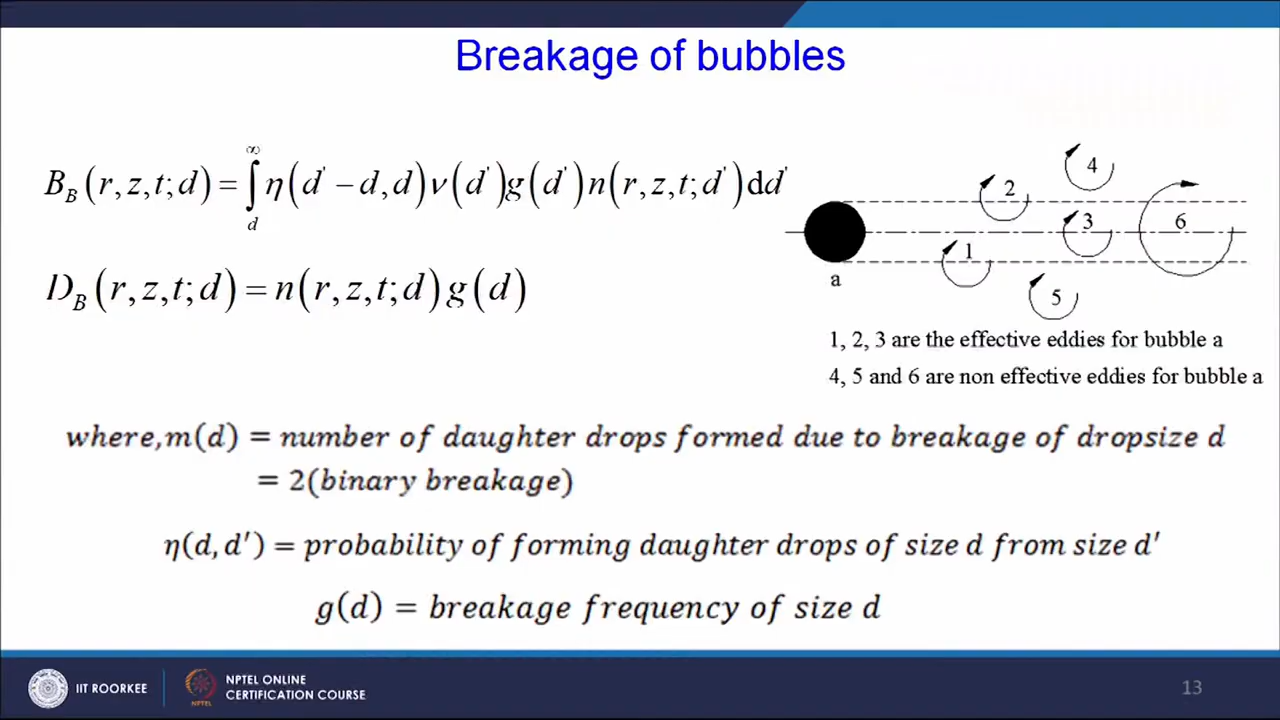 Breakage of bubbles
B_B(r, z, t; d) = ∫_d^∞ η(d' − d, d) ν(d') g(d') n(r, z, t; d') dd'
D_B(r, z, t; d) = n(r, z, t; d) g(d)
4
2
3
6
1
a
5
1, 2, 3 are the effective eddies for bubble a
4, 5 and 6 are non effective eddies for bubble a
where,m(d) = number of daughter drops formed due to breakage of dropsize d
= 2(binary breakage)
η(d, d′) = probability of forming daughter drops of size d from size d′
g(d) = breakage frequency of size d
IIT ROORKEE
NPTEL
NPTEL ONLINE
CERTIFICATION COURSE
13